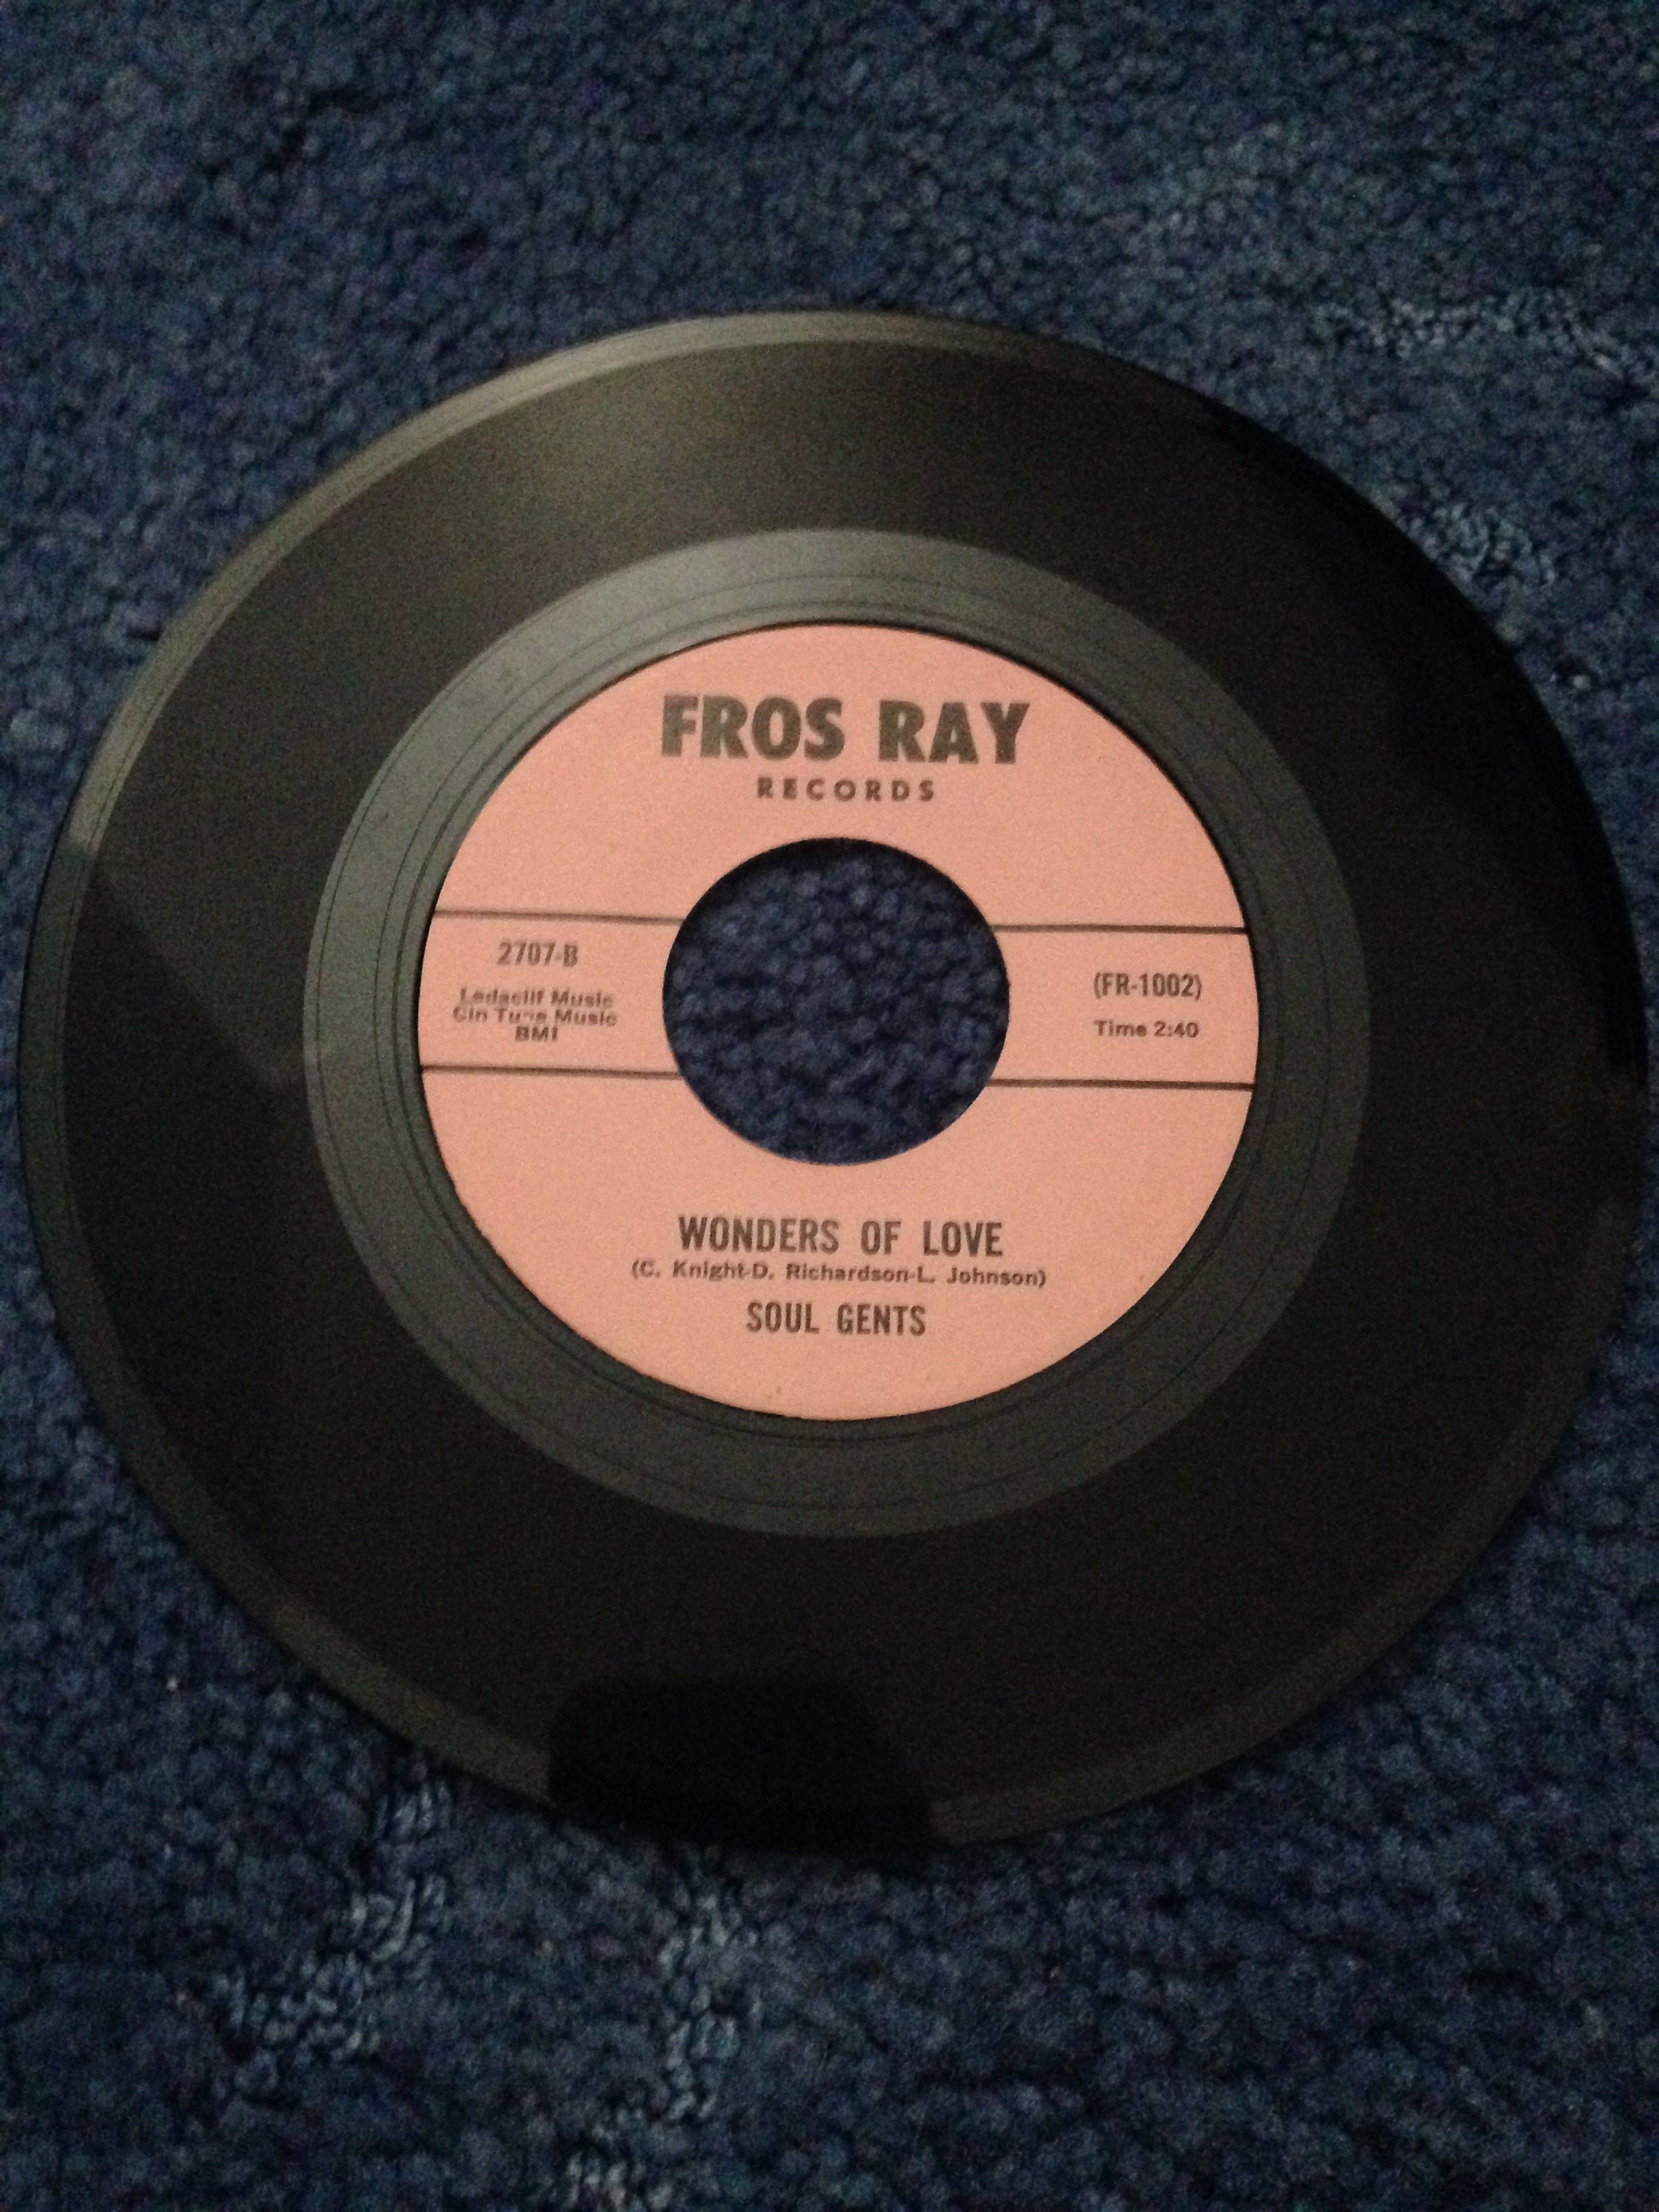 FROS RAY
RECORDS
2707-B
Music
Music
BMI
(FR-1002)
Time 2:40
WONDERS OF LOVE
(C. Knight-D. Richardson-L. Johnson)
SOUL GENTS